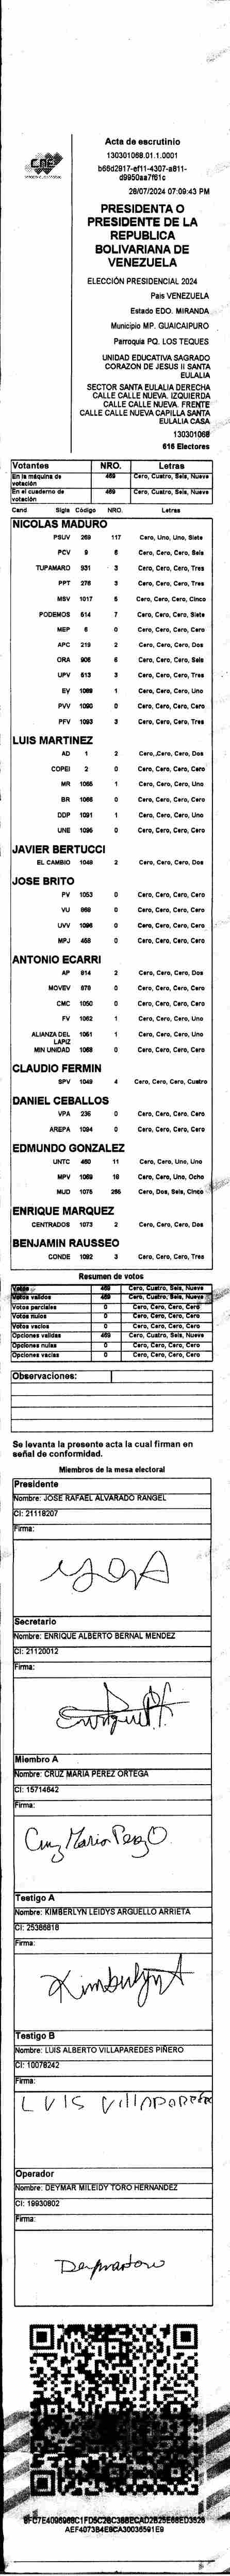 CNE
Acta de escrutinio
130301068.01.1.0001
b66d2917-ef11-4307-a811-
d9950aa7f61c
28/07/2024 07:09:43 PM
PRESIDENTA O
PRESIDENTE DE LA
REPUBLICA
BOLIVARIANA DE
VENEZUELA
ELECCIÓN PRESIDENCIAL 2024
Pais VENEZUELA
Estado EDO. MIRANDA
Municipio MP. GUAICAIPURO
Parroquia PQ. LOS TEQUES
UNIDAD EDUCATIVA SAGRADO
CORAZON DE JESUS II SANTA
EULALIA
SECTOR SANTA EULALIA DERECHA
CALLE CALLE NUEVA. IZQUIERDA
CALLE CALLE NUEVA. FRENTE
CALLE CALLE NUEVA CAPILLA SANTA
EULALIA CASA
130301068
616 Electores
Votantes NRO. Letras
En la máquina de votación 469 Cero, Cuatro, Seis, Nueve
En el cuaderno de votación 469 Cero, Cuatro, Seis, Nueve
Cand Sigla Código NRO. Letras
NICOLAS MADURO
PSUV 269 117 Cero, Uno, Uno, Siete
PCV 9 6 Cero, Cero, Cero, Seis
TUPAMARO 931 3 Cero, Cero, Cero, Tres
PPT 276 3 Cero, Cero, Cero, Tres
MSV 1017 5 Cero, Cero, Cero, Cinco
PODEMOS 514 7 Cero, Cero, Cero, Siete
MEP 6 0 Cero, Cero, Cero, Cero
APC 219 2 Cero, Cero, Cero, Dos
ORA 906 6 Cero, Cero, Cero, Seis
UPV 513 3 Cero, Cero, Cero, Tres
EV 1089 1 Cero, Cero, Cero, Uno
PVV 1090 0 Cero, Cero, Cero, Cero
PFV 1093 3 Cero, Cero, Cero, Tres
LUIS MARTINEZ
AD 1 2 Cero, Cero, Cero, Dos
COPEI 2 0 Cero, Cero, Cero, Cero
MR 1065 1 Cero, Cero, Cero, Uno
BR 1066 0 Cero, Cero, Cero, Cero
DDP 1091 1 Cero, Cero, Cero, Uno
UNE 1095 0 Cero, Cero, Cero, Cero
JAVIER BERTUCCI
EL CAMBIO 1048 2 Cero, Cero, Cero, Dos
JOSE BRITO
PV 1053 0 Cero, Cero, Cero, Cero
VU 868 0 Cero, Cero, Cero, Cero
UVV 1096 0 Cero, Cero, Cero, Cero
MPJ 458 0 Cero, Cero, Cero, Cero
ANTONIO ECARRI
AP 814 2 Cero, Cero, Cero, Dos
MOVEV 879 0 Cero, Cero, Cero, Cero
CMC 1050 0 Cero, Cero, Cero, Cero
FV 1062 1 Cero, Cero, Cero, Uno
ALIANZA DEL 1061 1 Cero, Cero, Cero, Uno
LAPIZ
MIN UNIDAD 1068 0 Cero, Cero, Cero, Cero
CLAUDIO FERMIN
SPV 1049 4 Cero, Cero, Cero, Cuatro
DANIEL CEBALLOS
VPA 236 0 Cero, Cero, Cero, Cero
AREPA 1094 0 Cero, Cero, Cero, Cero
EDMUNDO GONZALEZ
UNTC 460 11 Cero, Cero, Uno, Uno
MPV 1069 18 Cero, Cero, Uno, Ocho
MUD 1075 265 Cero, Dos, Seis, Cinco
ENRIQUE MARQUEZ
CENTRADOS 1073 2 Cero, Cero, Cero, Dos
BENJAMIN RAUSSEO
CONDE 1092 3 Cero, Cero, Cero, Tres
Resumen de votos
Votos 469 Cero, Cuatro, Seis, Nueve
Votos validos 469 Cero, Cuatro, Seis, Nueve
Votos parciales 0 Cero, Cero, Cero, Cero
Votos nulos 0 Cero, Cero, Cero, Cero
Votos vacios 0 Cero, Cero, Cero, Cero
Opciones validas 469 Cero, Cuatro, Seis, Nueve
Opciones nulas 0 Cero, Cero, Cero, Cero
Opciones vacias 0 Cero, Cero, Cero, Cero
Observaciones:
Se levanta la presente acta la cual firman en
señal de conformidad.
Miembros de la mesa electoral
Presidente
Nombre: JOSE RAFAEL ALVARADO RANGEL
CI: 21118207
Firma:
Secretario
Nombre: ENRIQUE ALBERTO BERNAL MENDEZ
CI: 21120012
Firma:
Miembro A
Nombre: CRUZ MARIA PEREZ ORTEGA
CI: 15714642
Firma:
Cruz Maria Perez O
Testigo A
Nombre: KIMBERLYN LEIDYS ARGUELLO ARRIETA
CI: 25386818
Firma:
Kimberlyn A
Testigo B
Nombre: LUIS ALBERTO VILLAPAREDES PIÑERO
CI: 10078242
Firma:
LUIS VillAPAREDE
Operador
Nombre: DEYMAR MILEIDY TORO HERNANDEZ
CI: 19930802
Firma:
AEF4073B4E6CA30036591E9